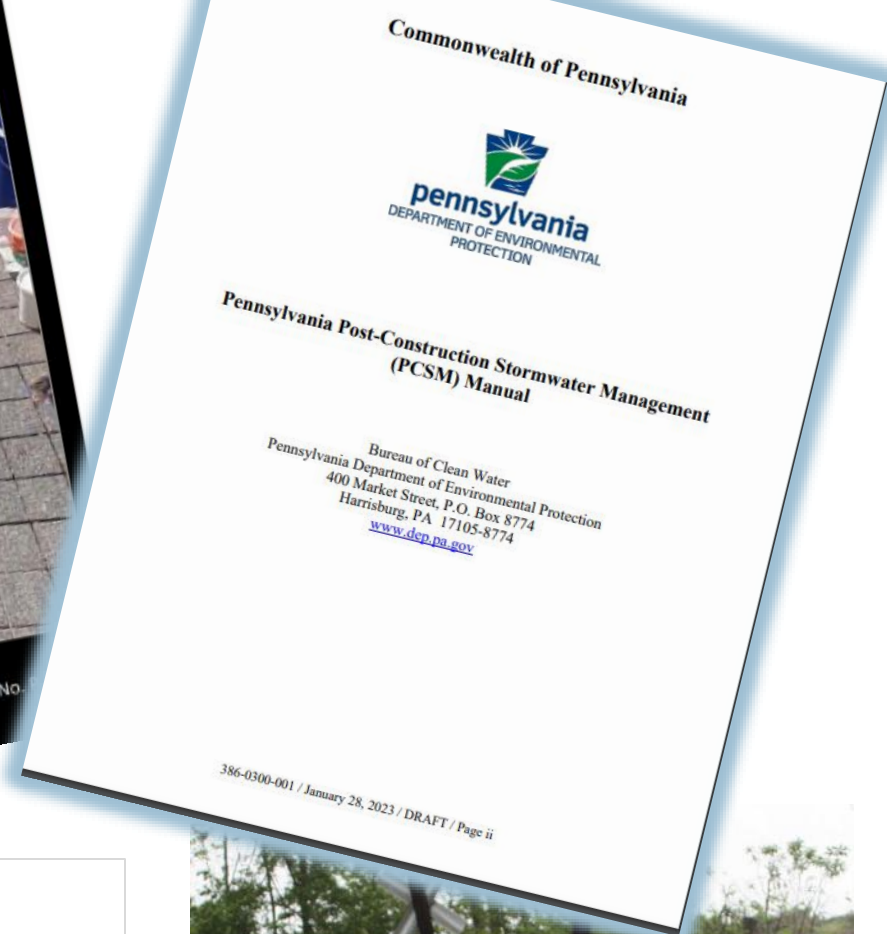 Commonwealth of Pennsylvania
pennsylvania
DEPARTMENT OF ENVIRONMENTAL
PROTECTION
Pennsylvania Post-Construction Stormwater Management
(PCSM) Manual
Bureau of Clean Water
Pennsylvania Department of Environmental Protection
400 Market Street, P.O. Box 8774
Harrisburg, PA 17105-8774
www.dep.pa.gov
No.
386-0300-001 / January 28, 2023 / DRAFT / Page ii